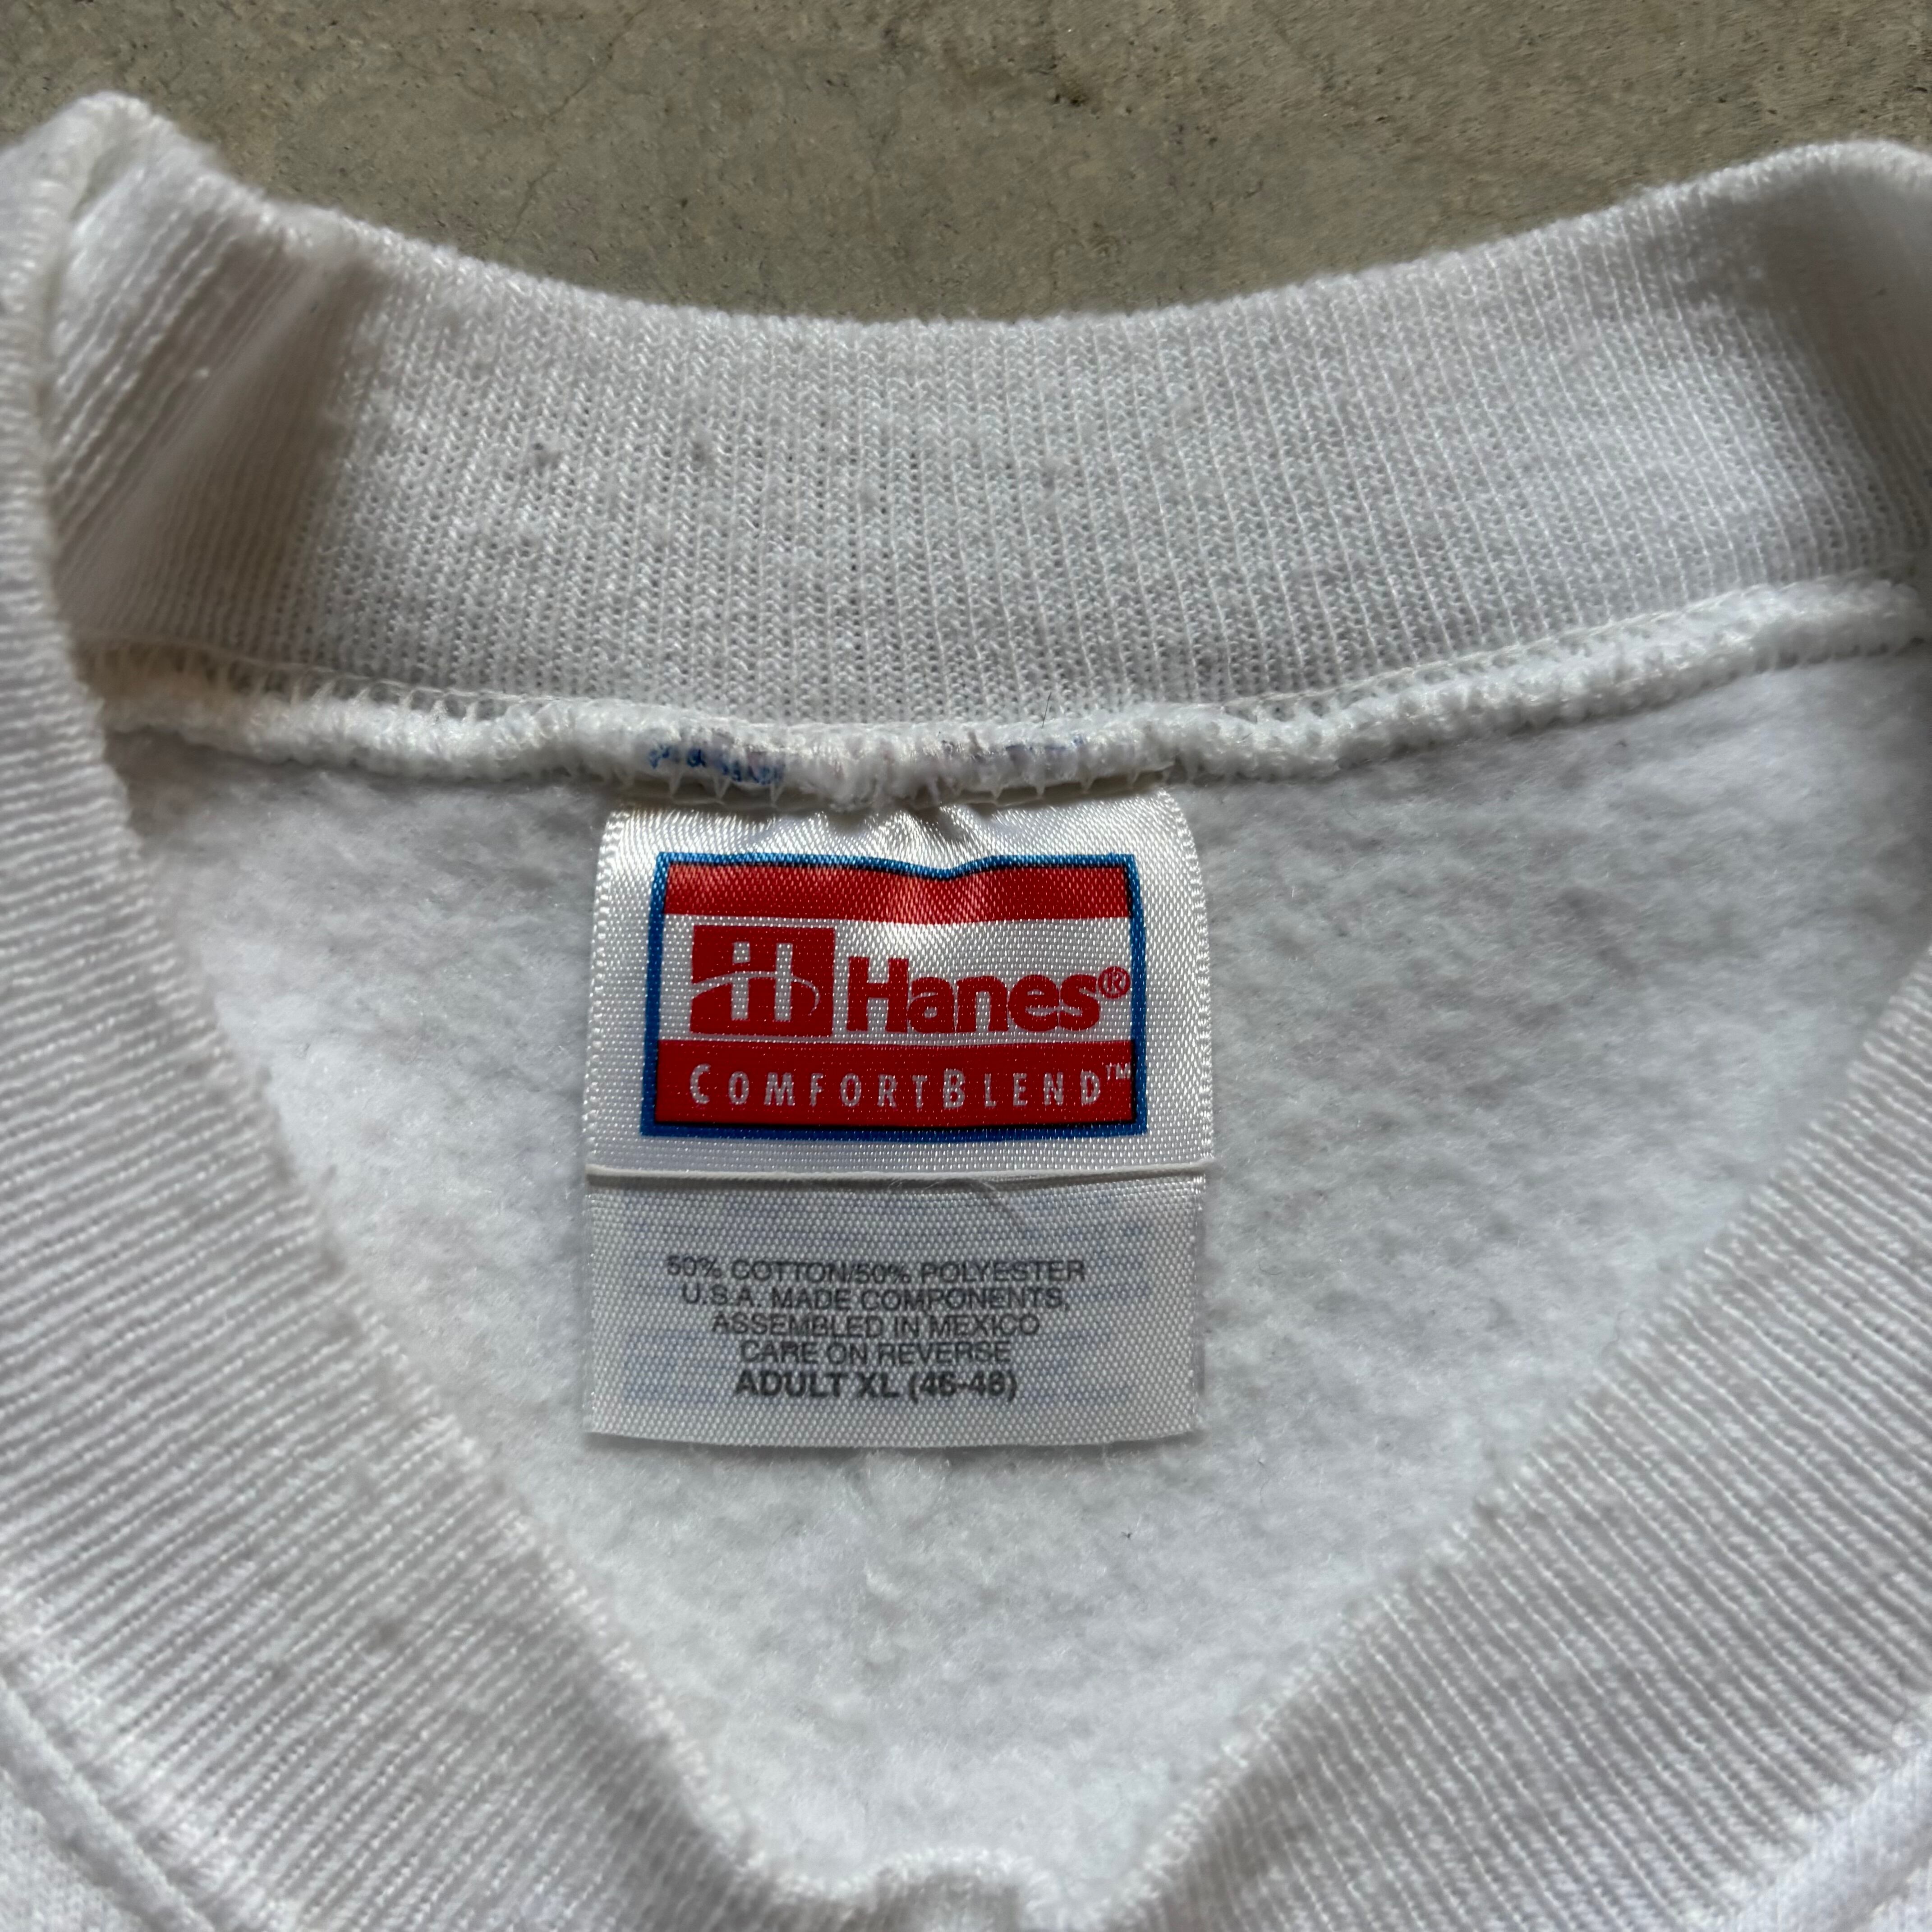 H Hanes®
COMFORTBLEND™
50% COTTON/50% POLYESTER
U.S.A. MADE COMPONENTS,
ASSEMBLED IN MEXICO
CARE ON REVERSE
ADULT XL (46-48)